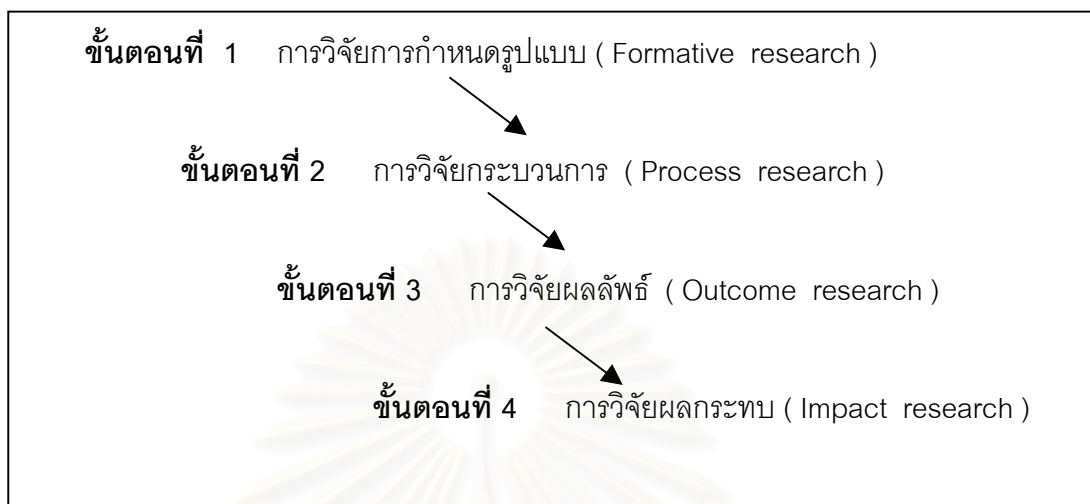 ขั้นตอนที่ 1 การวิจัยการกำหนดรูปแบบ ( Formative research )
ขั้นตอนที่ 2 การวิจัยกระบวนการ ( Process research )
ขั้นตอนที่ 3 การวิจัยผลลัพธ์ ( Outcome research )
ขั้นตอนที่ 4 การวิจัยผลกระทบ ( Impact research )